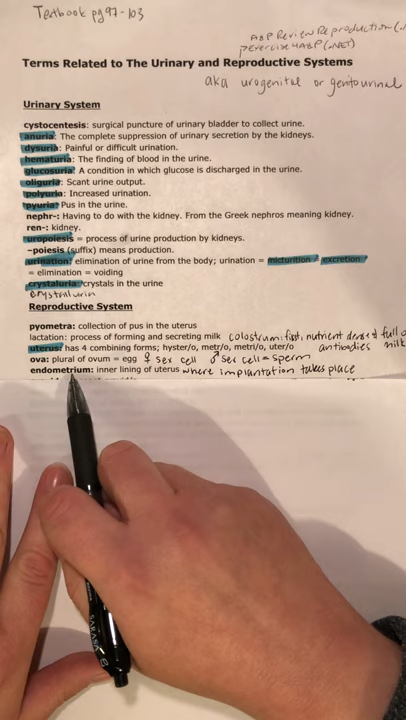 Textbook pg 97-103
A&P Review Reproduction
Terms Related to The Urinary and Reproductive Systems
aka urogenital or genitourinal
Urinary System
cystocentesis: surgical puncture of urinary bladder to collect urine.
anuria: The complete suppression of urinary secretion by the kidneys.
dysuria: Painful or difficult urination.
hematuria: The finding of blood in the urine.
glucosuria: A condition in which glucose is discharged in the urine.
oliguria: Scant urine output.
polyuria: Increased urination.
pyuria: Pus in the urine.
nephr-: Having to do with the kidney. From the Greek nephros meaning kidney.
ren-: kidney.
uropoiesis = process of urine production by kidneys.
-poiesis (suffix) means production.
urination: elimination of urine from the body; urination = micturition / excretion
= elimination = voiding
crystaluria: crystals in the urine
Reproductive System
pyometra: collection of pus in the uterus
lactation: process of forming and secreting milk colostrum: first, nutrient dense & full o
uterus: has 4 combining forms; hyster/o, metr/o, metri/o, uter/o antibodies milk
ova: plural of ovum = egg ♀ sex cell ♂ sex cell = sperm
endometrium: inner lining of uterus where implantation takes place
SARASA